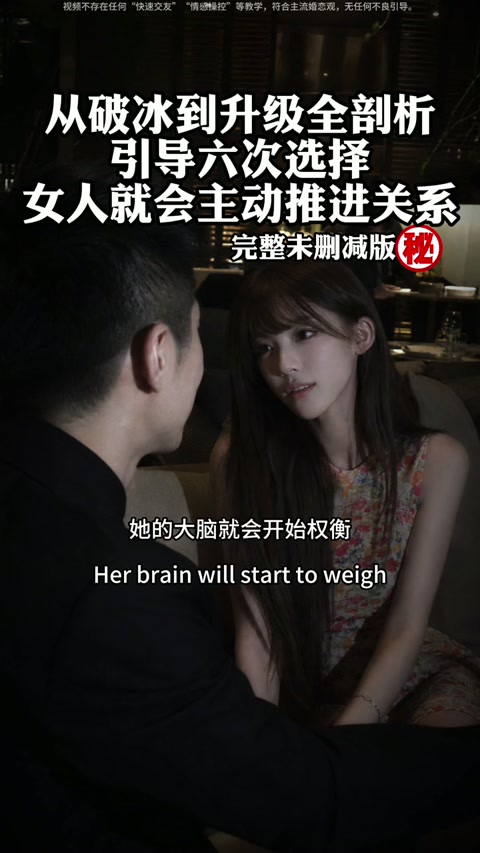 视频不存在任何“快速交友”“情感操控”等教学，符合主流婚恋观，无任何不良引导。
从破冰到升级全剖析
引导六次选择
女人就会主动推进关系
完整未删减版 秘
她的大脑就会开始权衡
Her brain will start to weigh